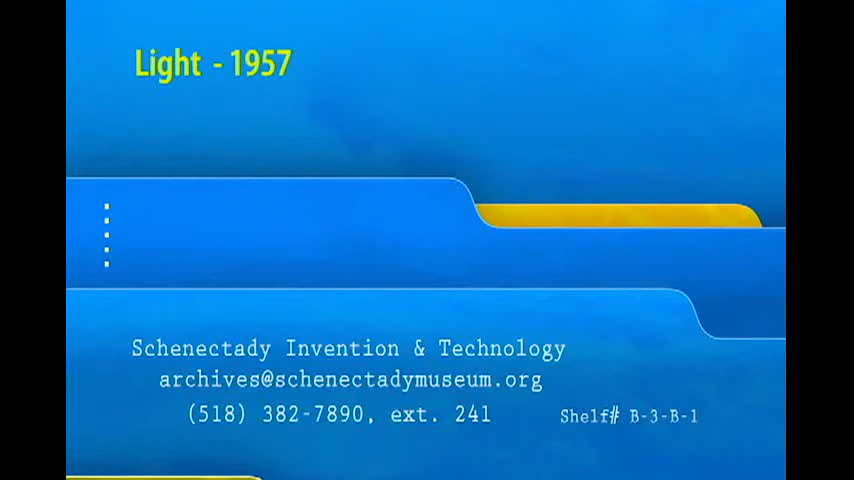 Light - 1957
Schenectady Invention & Technology
archives@schenectadymuseum.org
(518) 382-7890, ext. 241
Shelf# B-3-B-1